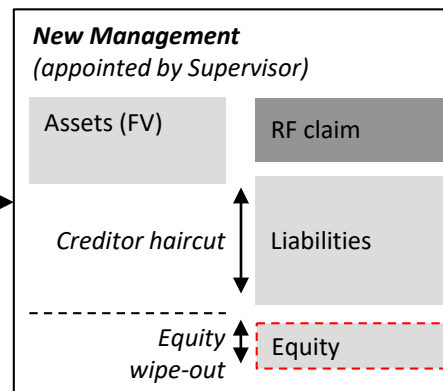 New Management
(appointed by Supervisor)
Assets (FV)
RF claim
Creditor haircut
Liabilities
Equity
wipe-out
Equity